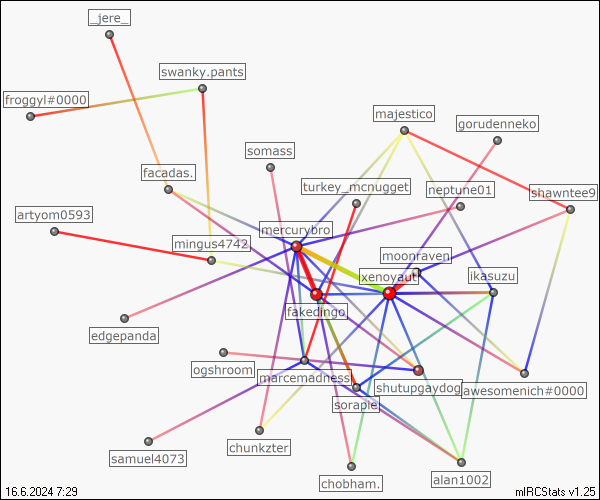 _jere_
swanky.pants
froggyl#0000
majestico
gorudenneko
somass
facadas.
turkey_mcnugget
neptune01
shawntee9
artyom0593
mercurybro
mingus4742
moonraven
xenoyaut
ikasuzu
fakedingo
edgepanda
ogshroom
marcemadness
shutupgaydog
awesomenich#0000
sorapie
chunkzter
samuel4073
chobham.
alan1002
16.6.2024 7:29
mIRCStats v1.25